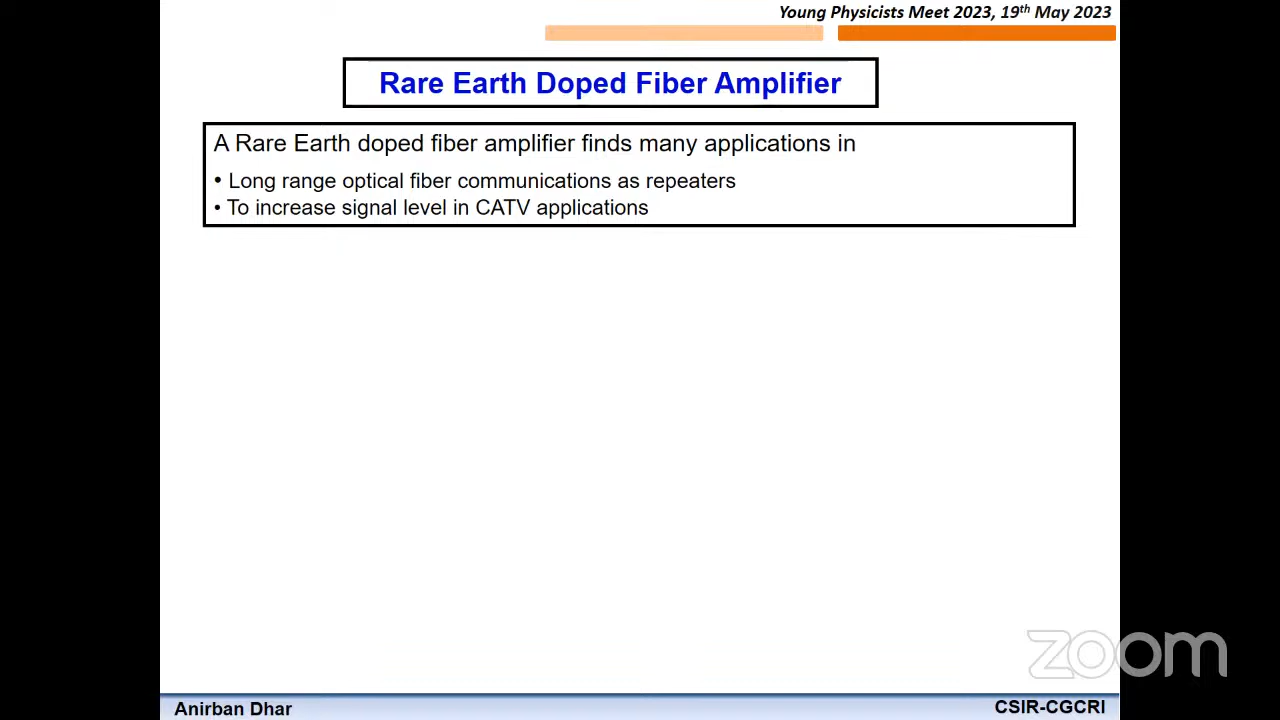 Young Physicists Meet 2023, 19th May 2023
Rare Earth Doped Fiber Amplifier
A Rare Earth doped fiber amplifier finds many applications in
• Long range optical fiber communications as repeaters
• To increase signal level in CATV applications
zoom
Anirban Dhar
CSIR-CGCRI